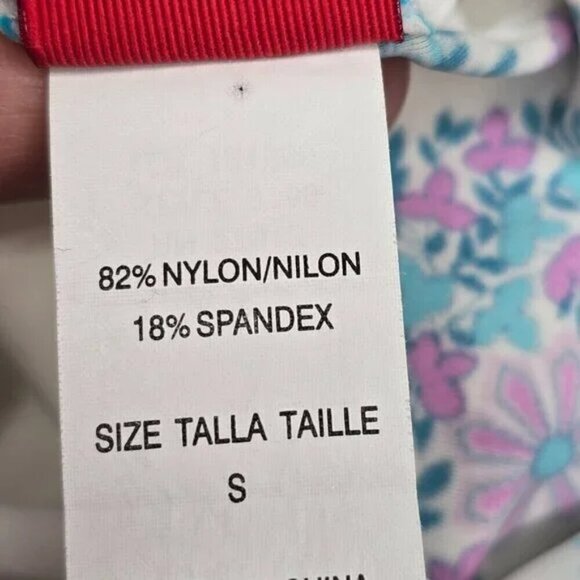 82% NYLON/NILON
18% SPANDEX
SIZE TALLA TAILLE
S